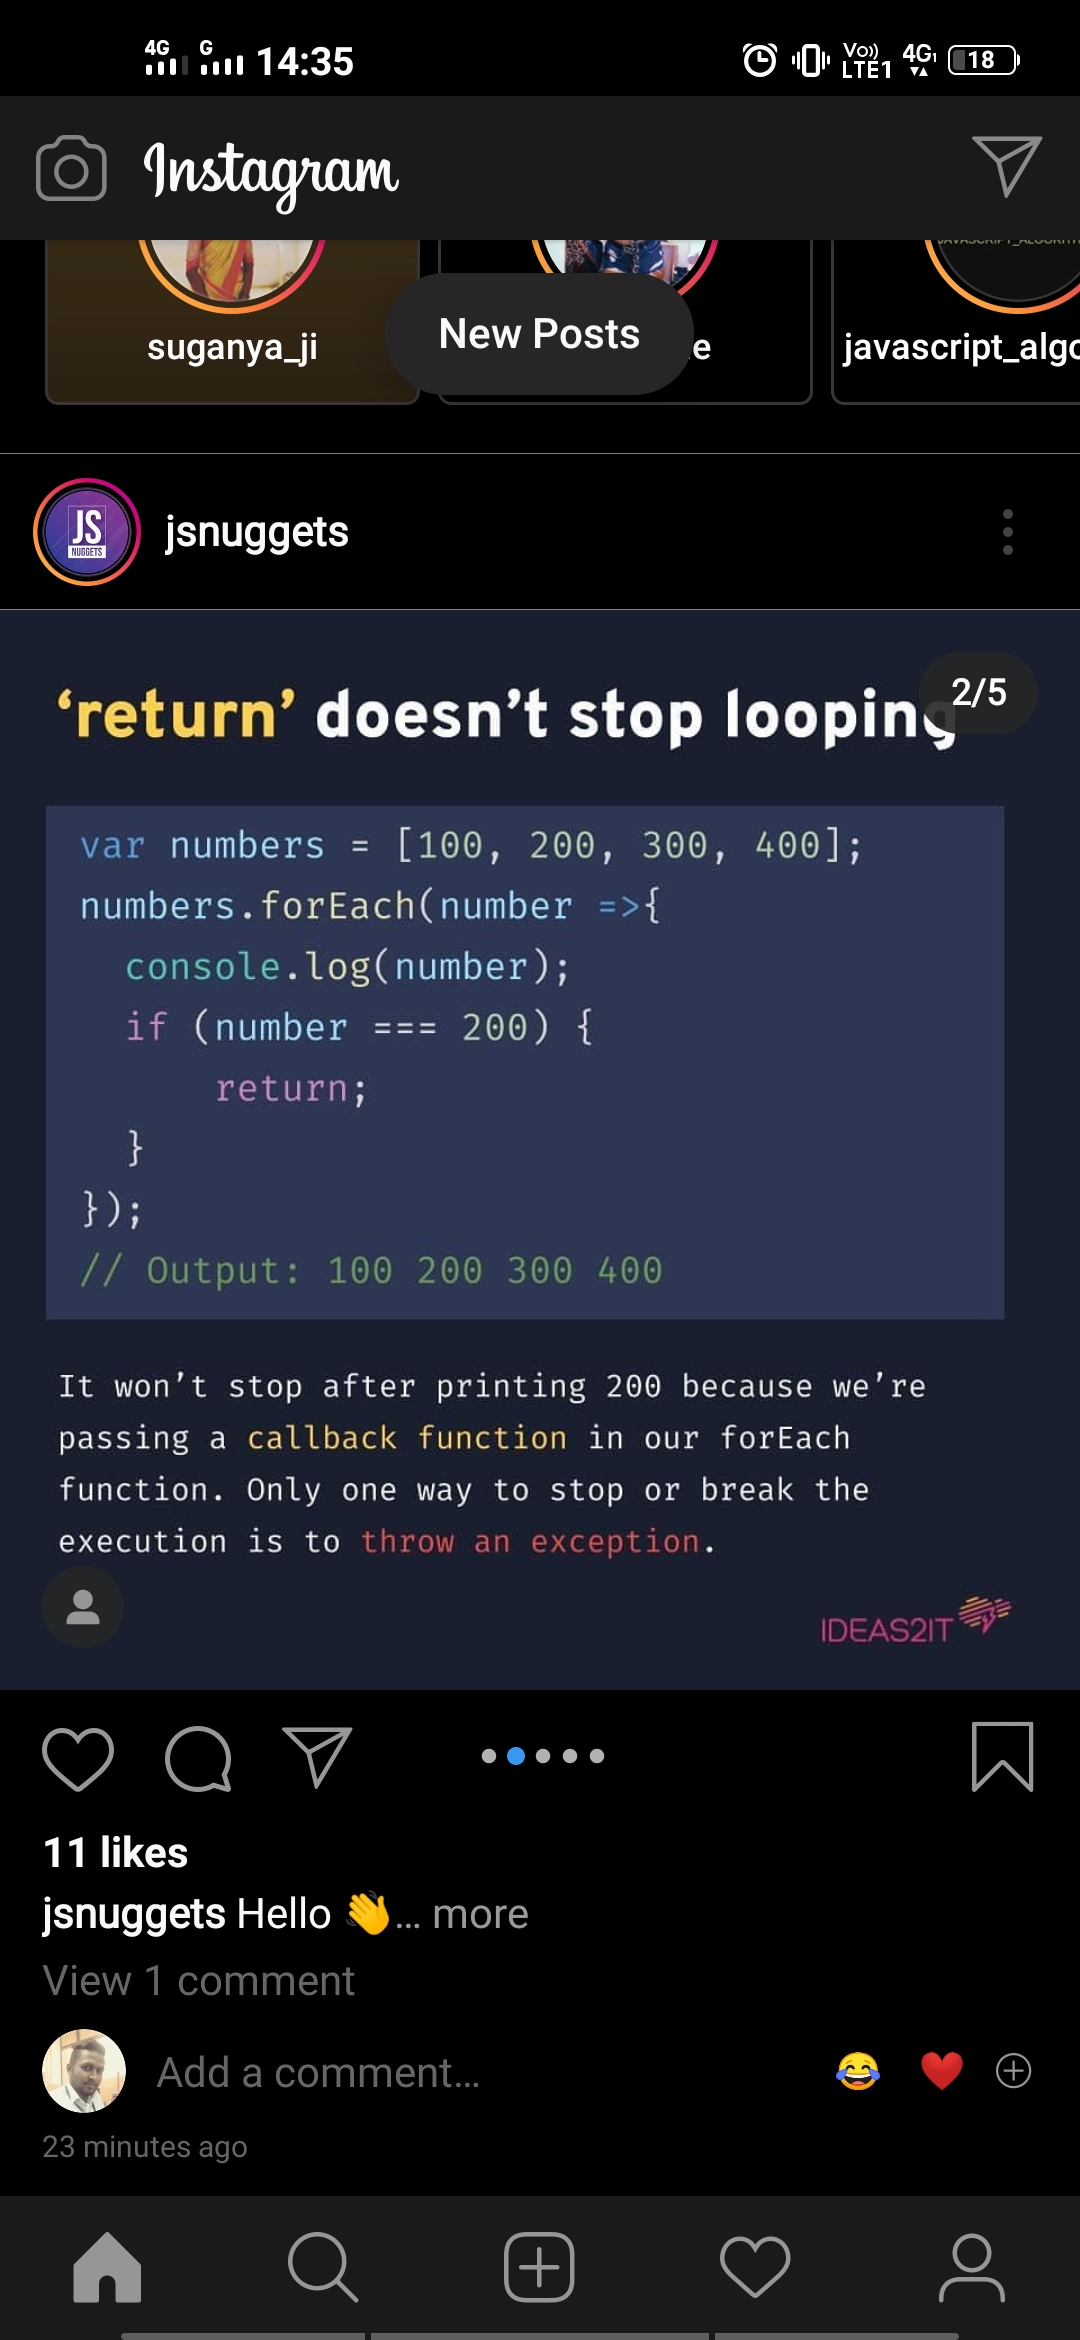 4G G 14:35 Vo)) LTE1 4G 18
Instagram
suganya_ji
New Posts
e
javascript_algo
JS
NUGGETS
jsnuggets
‘return’ doesn’t stop looping
2/5
var numbers = [100, 200, 300, 400];
numbers.forEach(number =>{
console.log(number);
if (number === 200) {
return;
}
});
// Output: 100 200 300 400
It won’t stop after printing 200 because we’re
passing a callback function in our forEach
function. Only one way to stop or break the
execution is to throw an exception.
IDEAS2IT
11 likes
jsnuggets Hello 👋... more
View 1 comment
Add a comment...
23 minutes ago